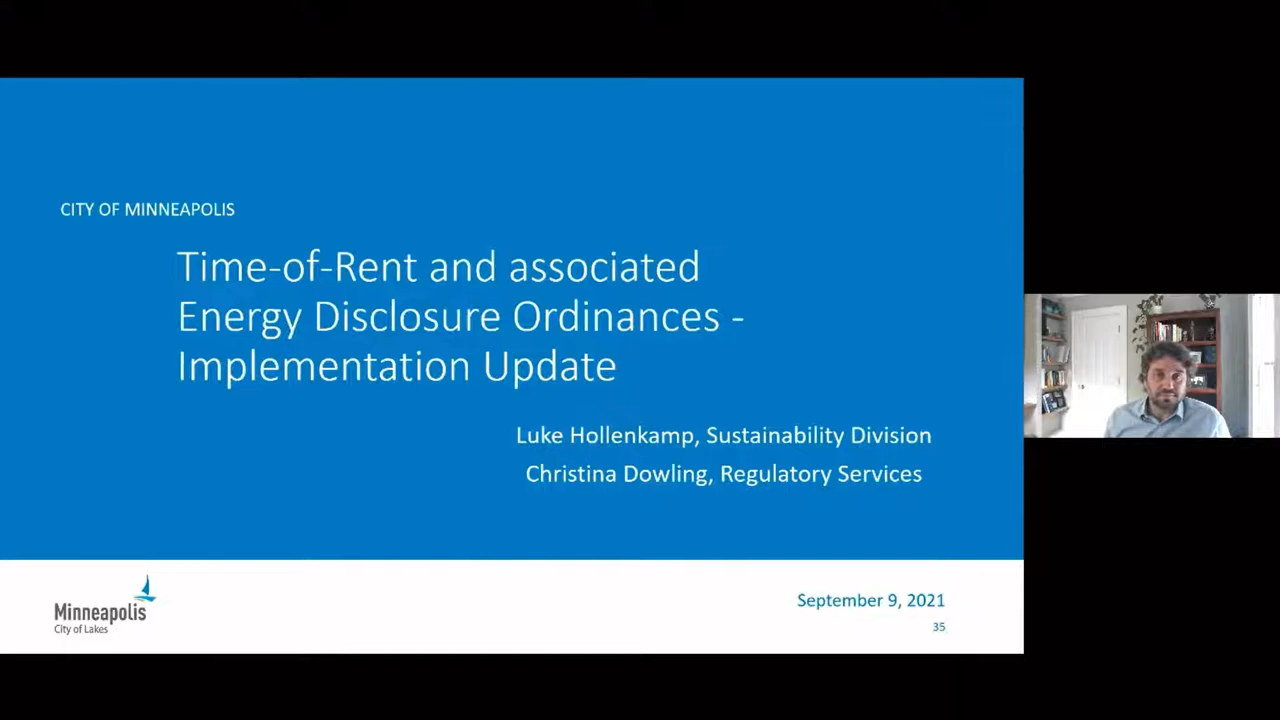 CITY OF MINNEAPOLIS
Time-of-Rent and associated
Energy Disclosure Ordinances -
Implementation Update
Luke Hollenkamp, Sustainability Division
Christina Dowling, Regulatory Services
Minneapolis
City of Lakes
September 9, 2021
35